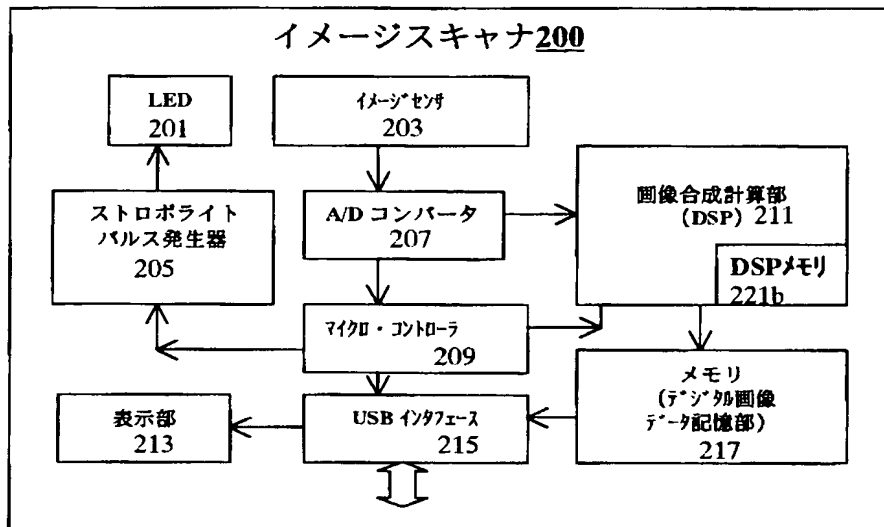 イメージスキャナ200
LED
201
イメージセンサ
203
ストロボライト
パルス発生器
205
A/D コンバータ
207
画像合成計算部
(DSP) 211
DSPメモリ
221b
マイクロ・コントローラ
209
メモリ
(デジタル画像
データ記憶部)
217
表示部
213
USB インタフェース
215